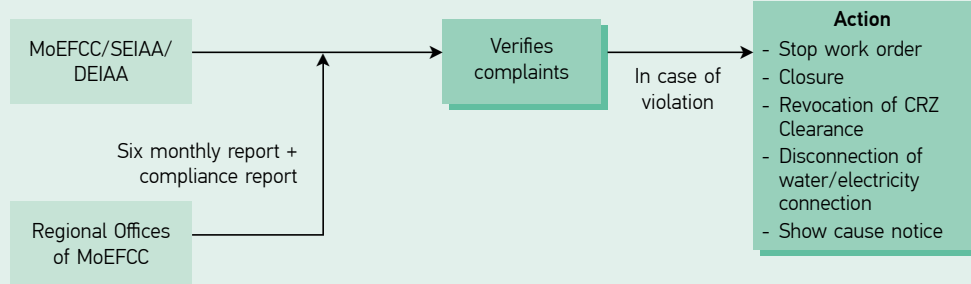 MoEFCC/SEIAA/
DEIAA
Verifies
complaints
In case of
violation
Action
- Stop work order
- Closure
- Revocation of CRZ
Clearance
- Disconnection of
water/electricity
connection
- Show cause notice
Six monthly report +
compliance report
Regional Offices
of MoEFCC